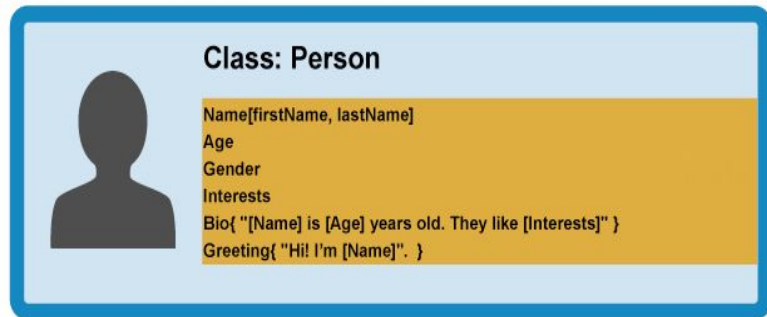 Class: Person
Name[firstName, lastName]
Age
Gender
Interests
Bio{ "[Name] is [Age] years old. They like [Interests]" }
Greeting{ "Hi! I’m [Name]". }